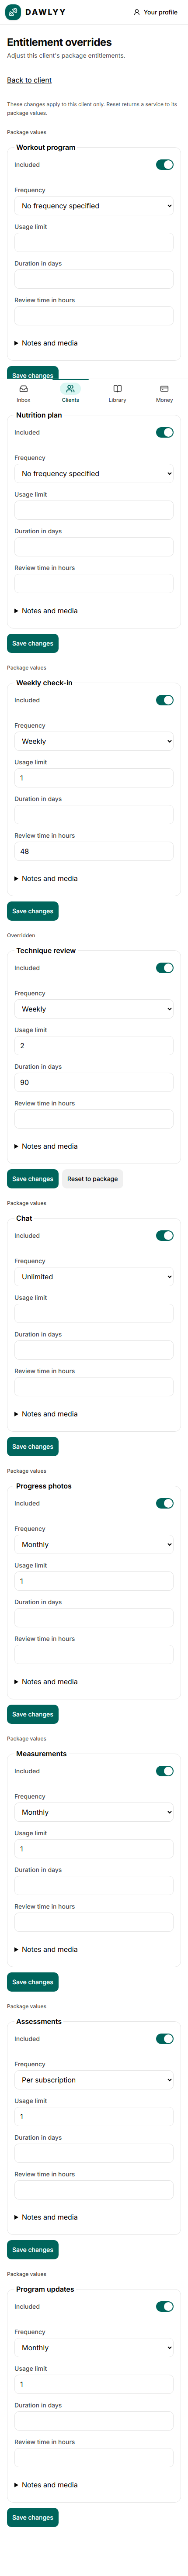 DAWLYY
Your profile
Entitlement overrides
Adjust this client's package entitlements.
Back to client
These changes apply to this client only. Reset returns a service to its
package values.
Package values
Workout program
Included
Frequency
No frequency specified
Usage limit
Duration in days
Review time in hours
Notes and media
Save changes
Inbox
Clients
Library
Money
Nutrition plan
Included
Frequency
No frequency specified
Usage limit
Duration in days
Review time in hours
Notes and media
Save changes
Package values
Weekly check-in
Included
Frequency
Weekly
Usage limit
1
Duration in days
Review time in hours
48
Notes and media
Save changes
Overridden
Technique review
Included
Frequency
Weekly
Usage limit
2
Duration in days
90
Review time in hours
Notes and media
Save changes
Reset to package
Package values
Chat
Included
Frequency
Unlimited
Usage limit
Duration in days
Review time in hours
Notes and media
Save changes
Package values
Progress photos
Included
Frequency
Monthly
Usage limit
1
Duration in days
Review time in hours
Notes and media
Save changes
Package values
Measurements
Included
Frequency
Monthly
Usage limit
1
Duration in days
Review time in hours
Notes and media
Save changes
Package values
Assessments
Included
Frequency
Per subscription
Usage limit
1
Duration in days
Review time in hours
Notes and media
Save changes
Package values
Program updates
Included
Frequency
Monthly
Usage limit
1
Duration in days
Review time in hours
Notes and media
Save changes